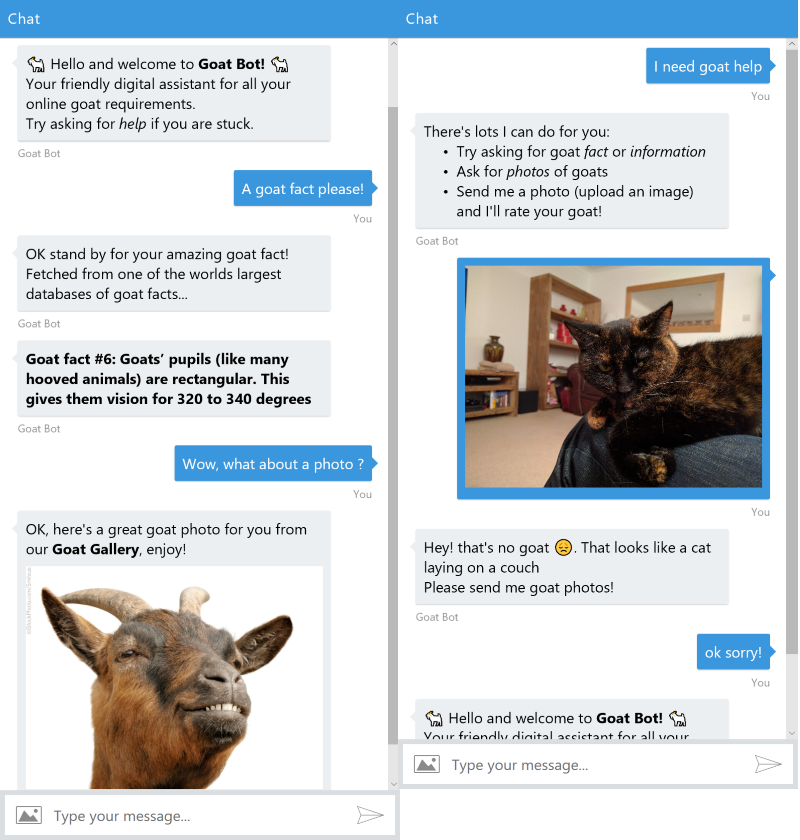 Chat
Hello and welcome to Goat Bot!
Your friendly digital assistant for all your
online goat requirements.
Try asking for help if you are stuck.
Goat Bot
A goat fact please!
You
OK stand by for your amazing goat fact!
Fetched from one of the worlds largest
databases of goat facts...
Goat Bot
Goat fact #6: Goats’ pupils (like many
hooved animals) are rectangular. This
gives them vision for 320 to 340 degrees
Goat Bot
Wow, what about a photo ?
You
OK, here's a great goat photo for you from
our Goat Gallery, enjoy!
Type your message...
Chat
I need goat help
You
There's lots I can do for you:
• Try asking for goat fact or information
• Ask for photos of goats
• Send me a photo (upload an image)
and I'll rate your goat!
Goat Bot
You
Hey! that's no goat 😞. That looks like a cat
laying on a couch
Please send me goat photos!
Goat Bot
ok sorry!
You
Hello and welcome to Goat Bot!
Your friendly digital assistant for all your
Type your message...